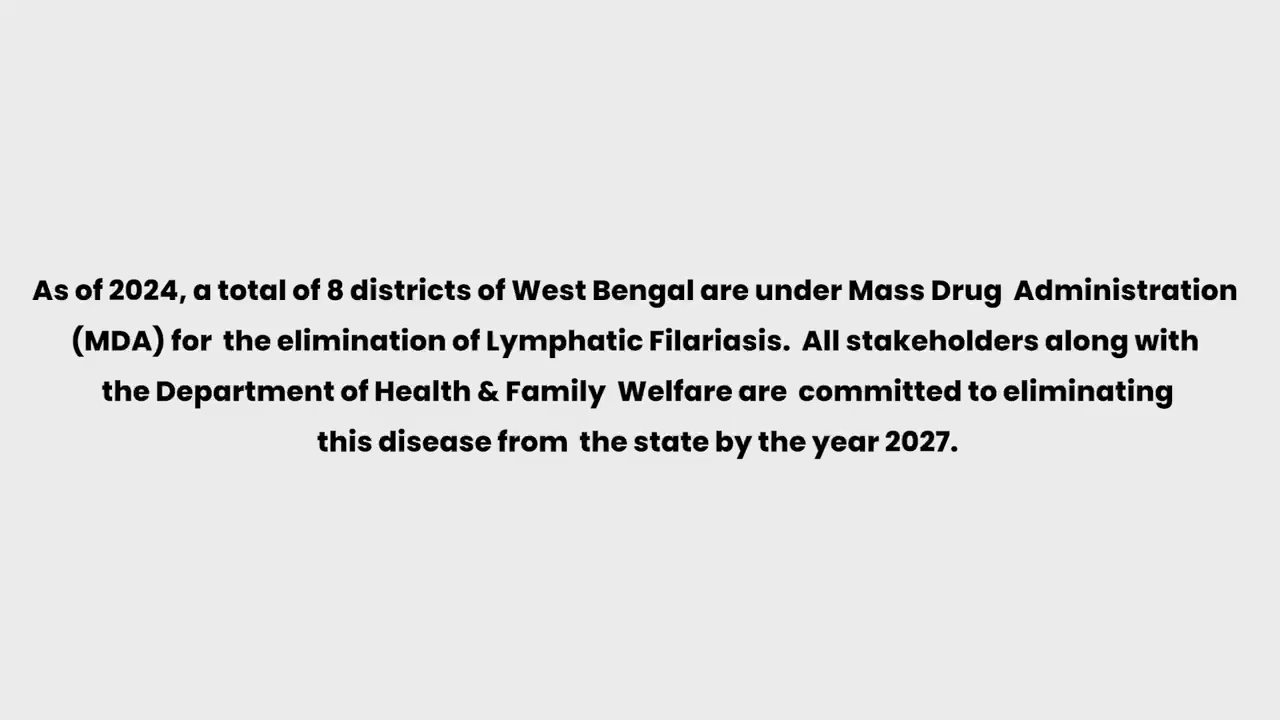 As of 2024, a total of 8 districts of West Bengal are under Mass Drug Administration
(MDA) for the elimination of Lymphatic Filariasis. All stakeholders along with
the Department of Health & Family Welfare are committed to eliminating
this disease from the state by the year 2027.